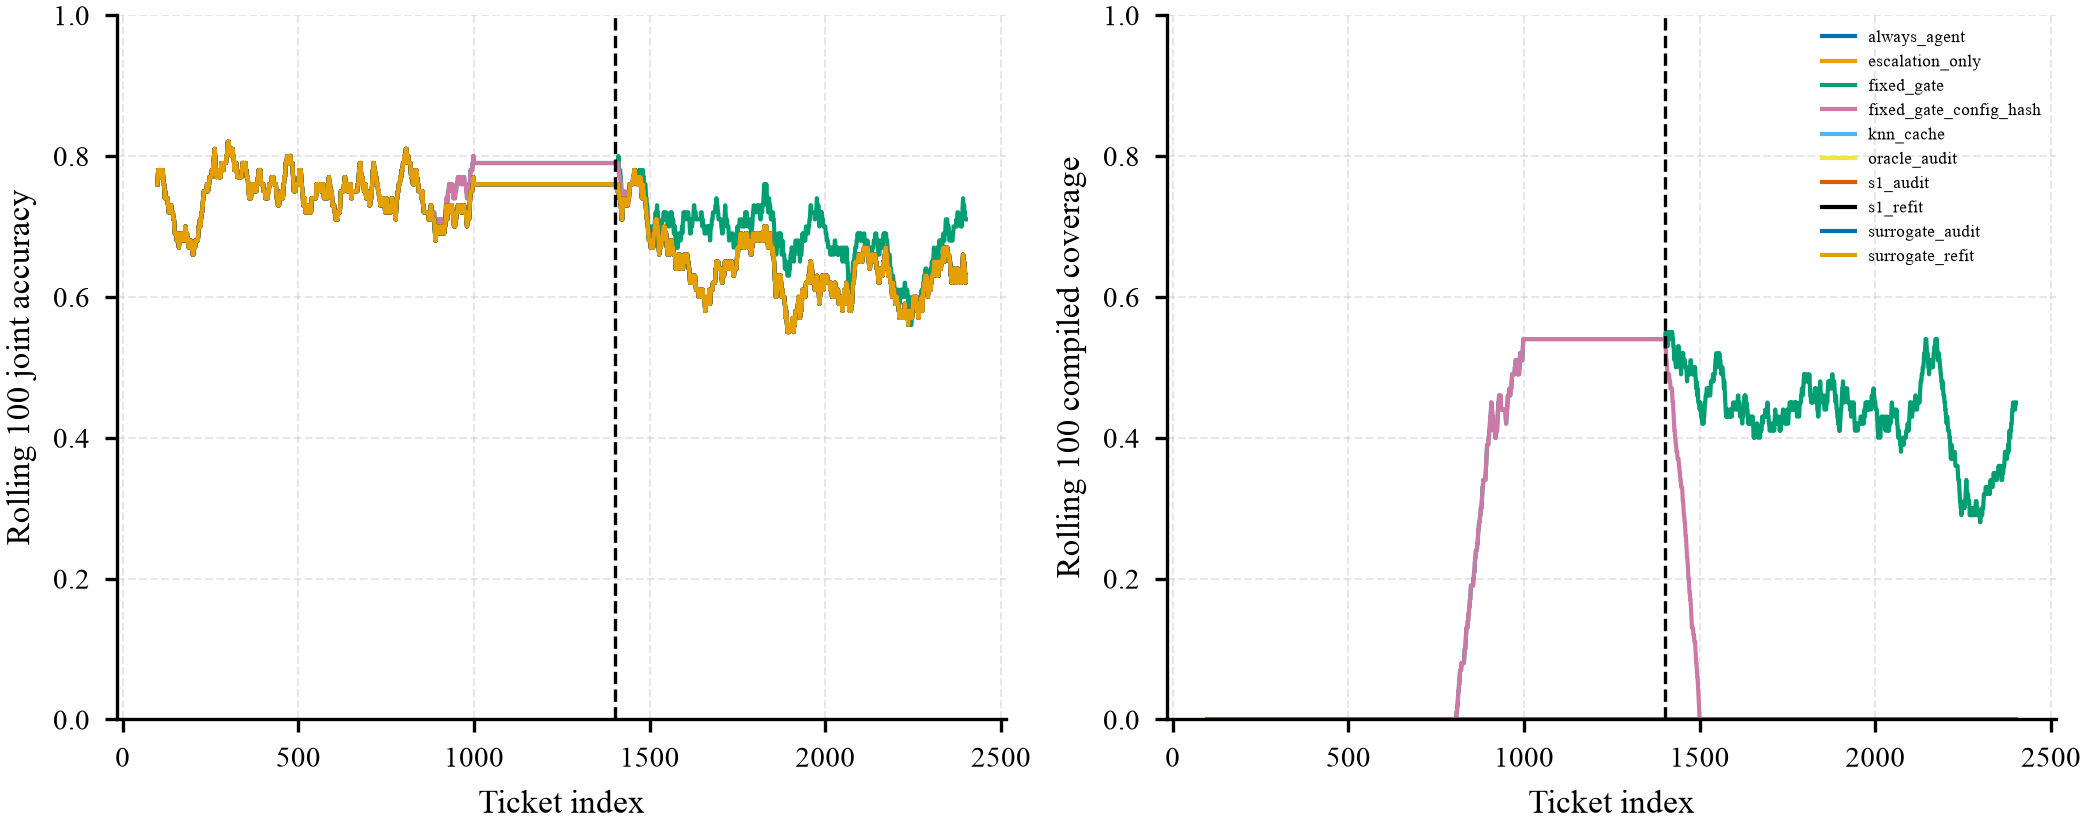 Rolling 100 joint accuracy
1.0
0.8
0.6
0.4
0.2
0.0
0 500 1000 1500 2000 2500
Ticket index
Rolling 100 compiled coverage
1.0
0.8
0.6
0.4
0.2
0.0
0 500 1000 1500 2000 2500
Ticket index
always_agent
escalation_only
fixed_gate
fixed_gate_config_hash
knn_cache
oracle_audit
s1_audit
s1_refit
surrogate_audit
surrogate_refit